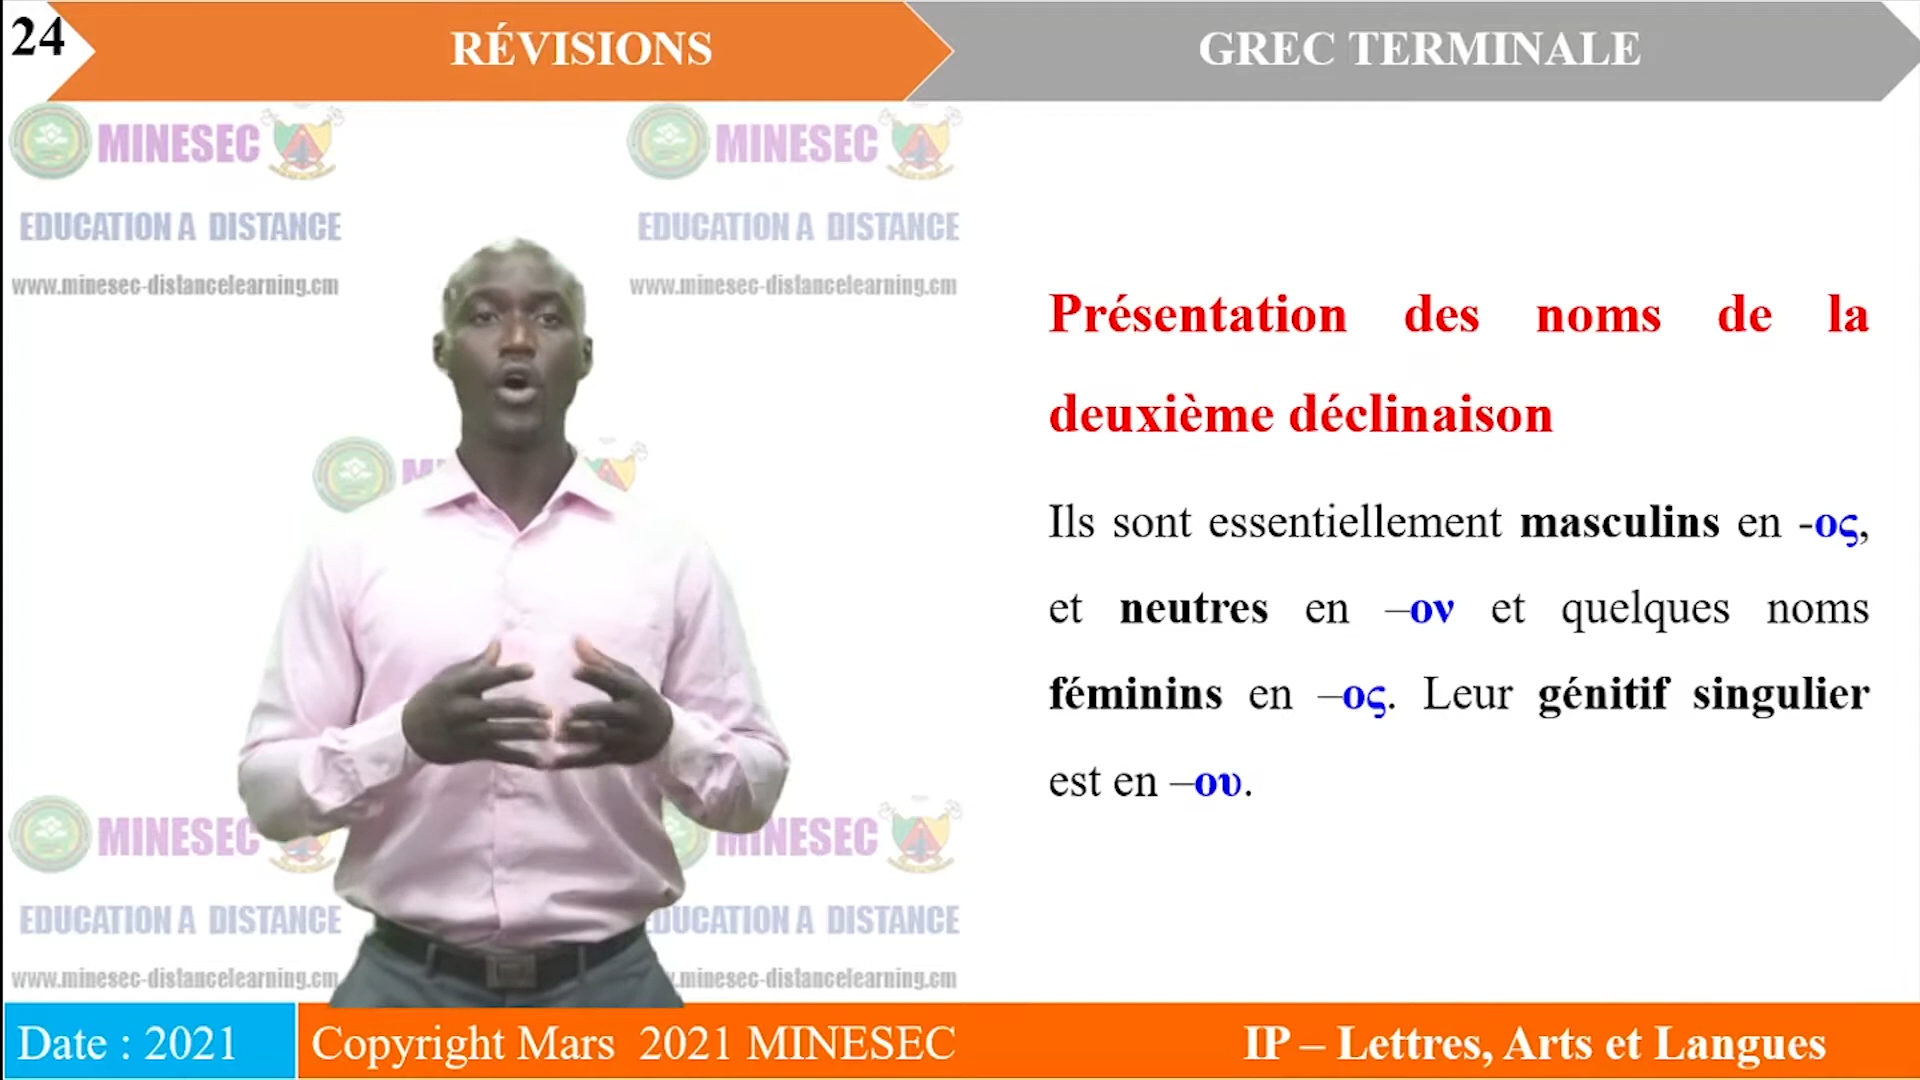 24
RÉVISIONS
GREC TERMINALE
MINESEC
MINESEC
EDUCATION A DISTANCE
EDUCATION A DISTANCE
www.minesec-distancelearning.cm
www.minesec-distancelearning.cm
Présentation des noms de la
deuxième déclinaison
Ils sont essentiellement masculins en -ος,
et neutres en –ον et quelques noms
féminins en –ος. Leur génitif singulier
est en –ου.
MINESEC
MINESEC
EDUCATION A DISTANCE
EDUCATION A DISTANCE
www.minesec-distancelearning.cm
minesec-distancelearning.cm
Date : 2021
Copyright Mars 2021 MINESEC
IP – Lettres, Arts et Langues